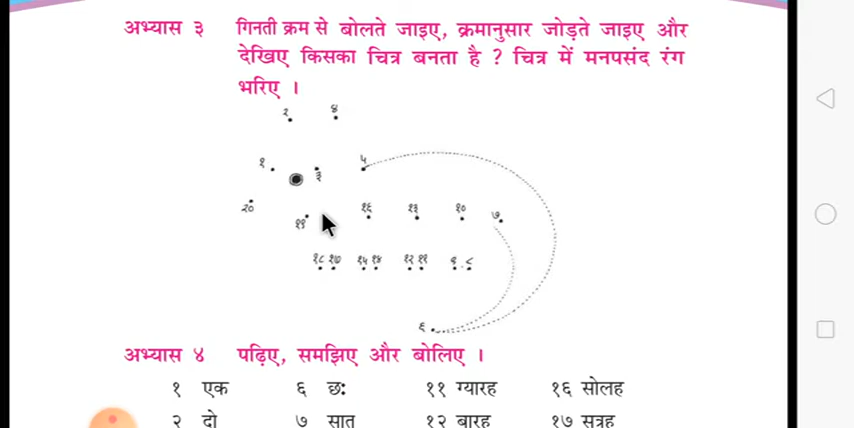 अभ्यास ३ गिनती क्रम से बोलते जाइए, क्रमानुसार जोड़ते जाइए और
देखिए किसका चित्र बनता है ? चित्र में मनपसंद रंग
भरिए ।
२ ४
१ ३ ५
२० १९ १६ १३ १० ७
१८ १७ १५ १४ १२ ११ ९ ८
६
अभ्यास ४ पढ़िए, समझिए और बोलिए ।
१ एक ६ छः ११ ग्यारह १६ सोलह
२ दो ७ सात १२ बारह १७ सत्रह